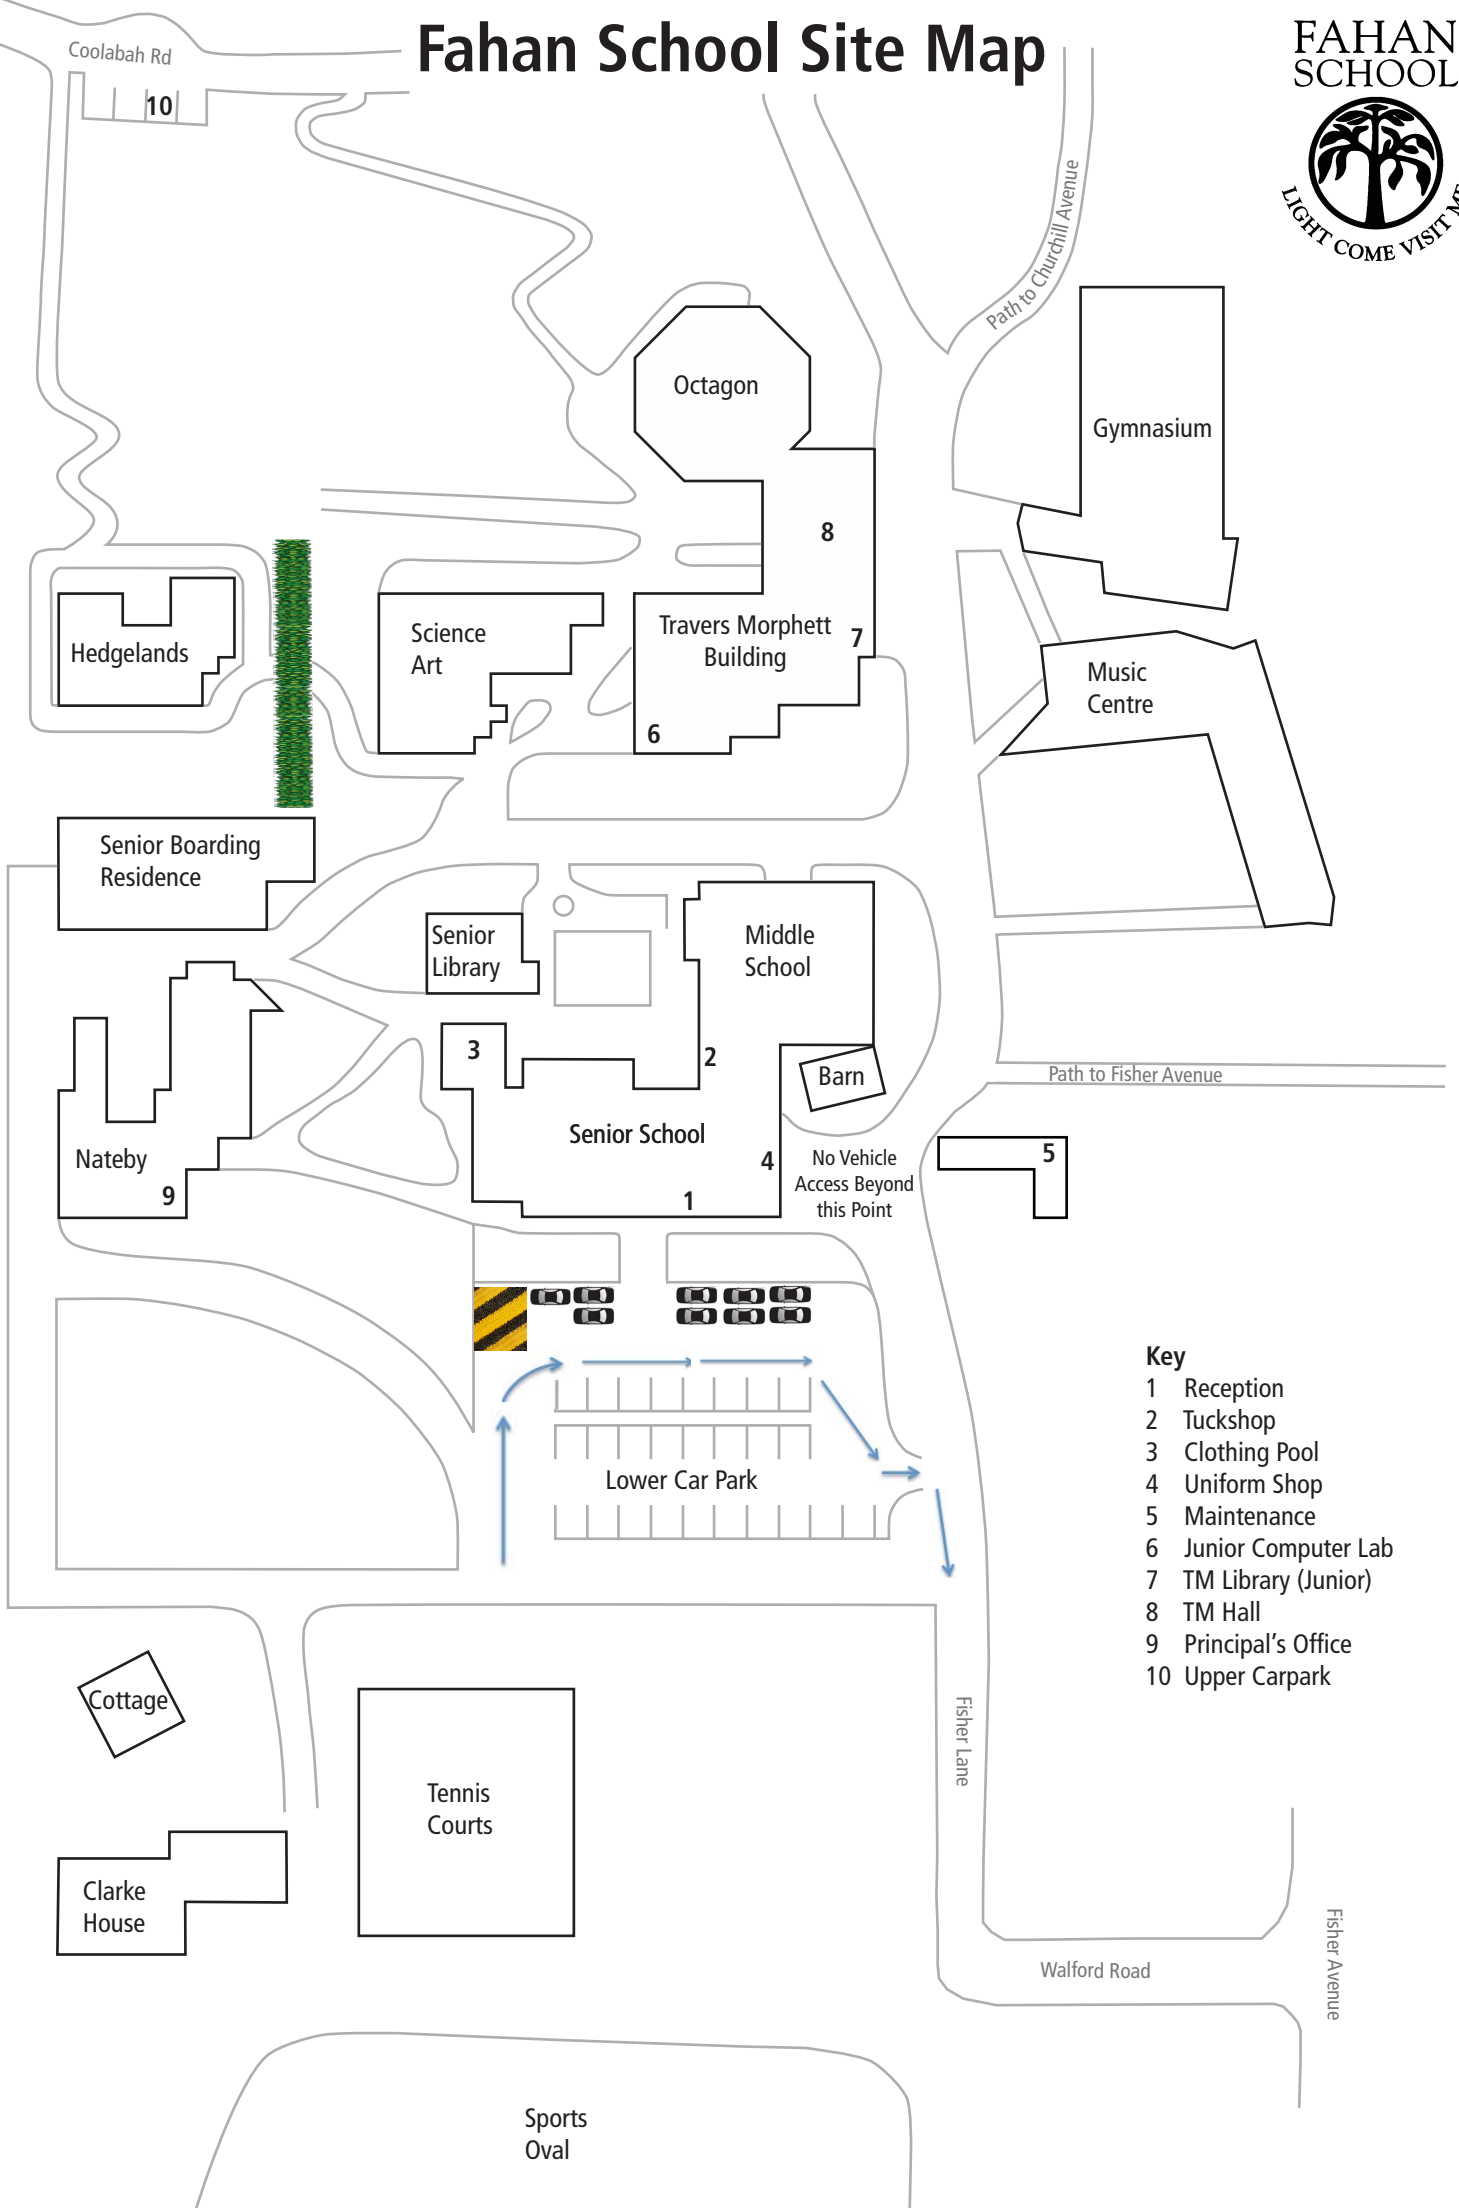 Fahan School Site Map
FAHAN
SCHOOL
LIGHT COME VISIT
Coolabah Rd
10
Path to Churchill Avenue
Octagon
Gymnasium
8
Hedgelands
Science
Art
Travers Morphett
Building
7
6
Music
Centre
Senior Boarding
Residence
Senior
Library
Middle
School
3
2
Barn
Path to Fisher Avenue
Senior School
Nateby
9
4
1
No Vehicle
Access Beyond
this Point
5
Lower Car Park
Key
1 Reception
2 Tuckshop
3 Clothing Pool
4 Uniform Shop
5 Maintenance
6 Junior Computer Lab
7 TM Library (Junior)
8 TM Hall
9 Principal's Office
10 Upper Carpark
Cottage
Fisher Lane
Tennis
Courts
Clarke
House
Walford Road
Fisher Avenue
Sports
Oval